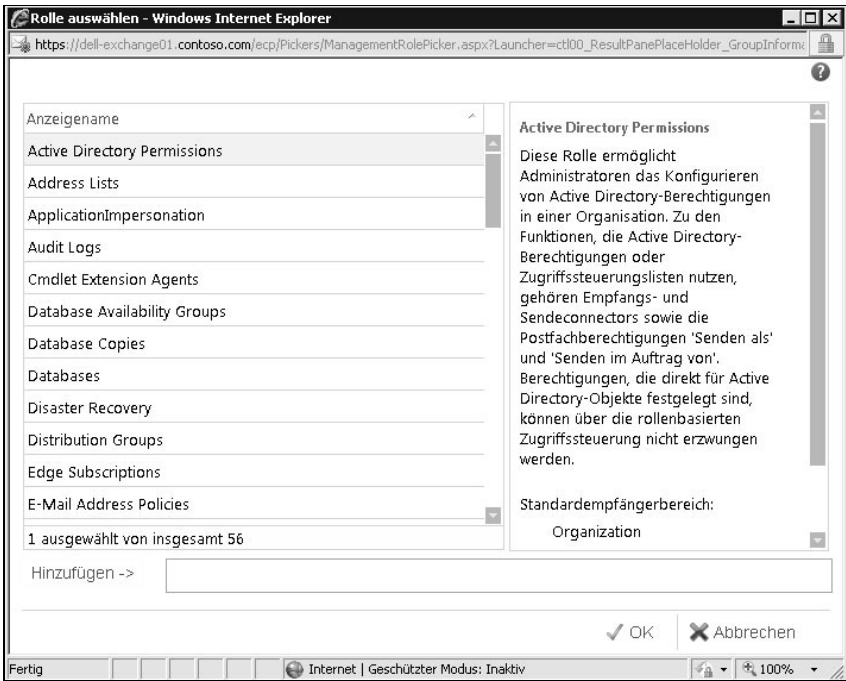 Rolle auswählen - Windows Internet Explorer
https://dell-exchange01.contoso.com/ecp/Pickers/ManagementRolePicker.aspx?Launcher=ctl00_ResultPanePlaceHolder_GroupInforma
Anzeigename
Active Directory Permissions
Address Lists
ApplicationImpersonation
Audit Logs
Cmdlet Extension Agents
Database Availability Groups
Database Copies
Databases
Disaster Recovery
Distribution Groups
Edge Subscriptions
E-Mail Address Policies
1 ausgewählt von insgesamt 56
Active Directory Permissions
Diese Rolle ermöglicht
Administratoren das Konfigurieren
von Active Directory-Berechtigungen
in einer Organisation. Zu den
Funktionen, die Active Directory-
Berechtigungen oder
Zugriffssteuerungslisten nutzen,
gehören Empfangs- und
Sendeconnectors sowie die
Postfachberechtigungen 'Senden als'
und 'Senden im Auftrag von'.
Berechtigungen, die direkt für Active
Directory-Objekte festgelegt sind,
können über die rollenbasierten
Zugriffssteuerung nicht erzwungen
werden.
Standardempfängerbereich:
Organization
Hinzufügen ->
OK
Abbrechen
Fertig
Internet | Geschützter Modus: Inaktiv
100%